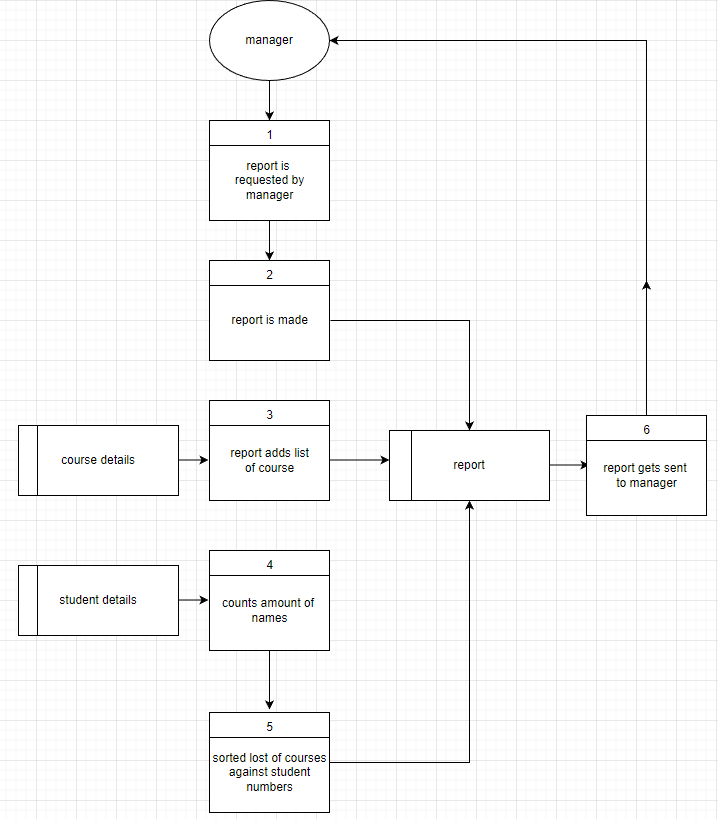 manager
1
report is
requested by
manager
2
report is made
3
report adds list
of course
course details
report
6
report gets sent
to manager
4
counts amount of
names
student details
5
sorted lost of courses
against student
numbers